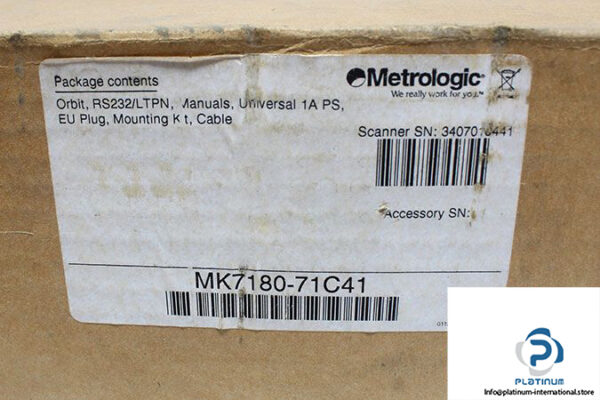 Package contents
Orbit, RS232/LTPN, Manuals, Universal 1A PS,
EU Plug, Mounting K t, Cable
Metrologic
We really work for you.™
Scanner SN:
Accessory SN:
MK7180-71C41
PLATINUM
Info@platinum-international.store